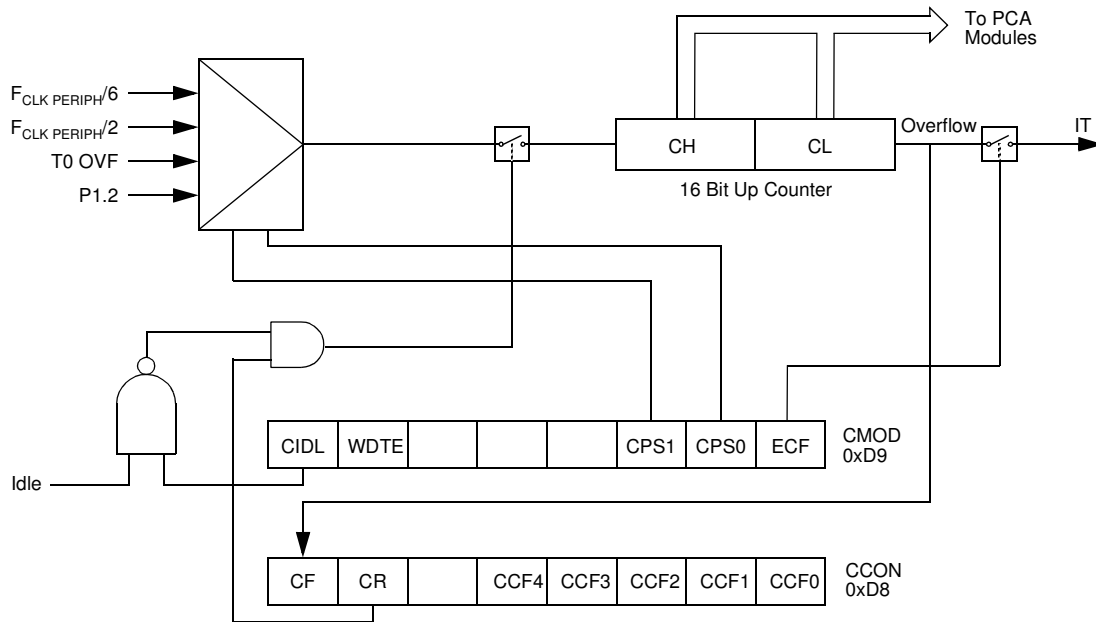 To PCA
Modules
FCLK PERIPH/6
FCLK PERIPH/2
T0 OVF
P1.2
CH CL
Overflow
IT
16 Bit Up Counter
CIDL WDTE CPS1 CPS0 ECF
CMOD
0xD9
Idle
CF CR CCF4 CCF3 CCF2 CCF1 CCF0
CCON
0xD8